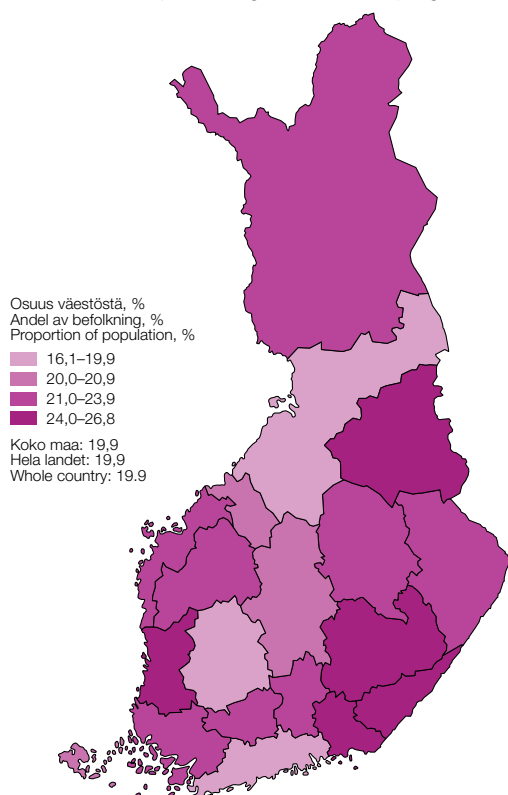 Osuus väestöstä, %
Andel av befolkning, %
Proportion of population, %
16,1–19,9
20,0–20,9
21,0–23,9
24,0–26,8
Koko maa: 19,9
Hela landet: 19,9
Whole country: 19.9